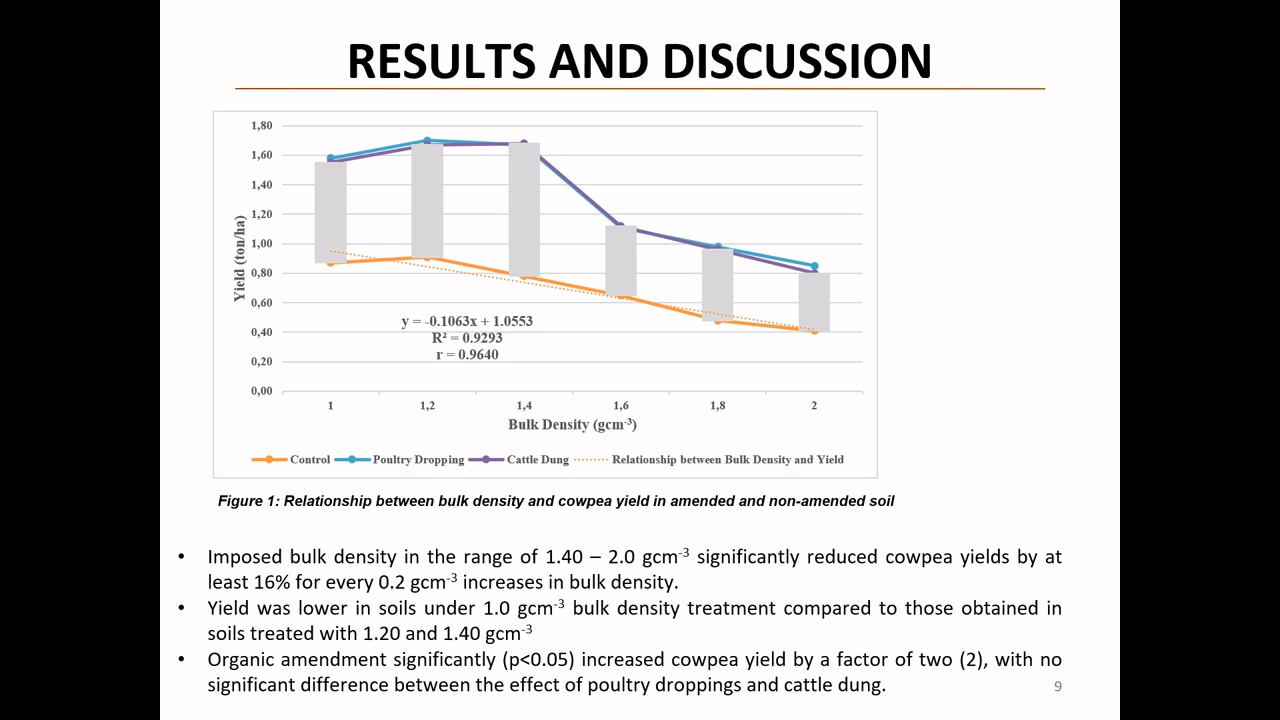 RESULTS AND DISCUSSION
1,80
1,60
1,40
1,20
1,00
0,80
0,60
0,40
0,20
0,00
Yield (ton/ha)
y = -0.1063x + 1.0553
R² = 0.9293
r = 0.9640
1 1,2 1,4 1,6 1,8 2
Bulk Density (gcm⁻³)
Control Poultry Dropping Cattle Dung Relationship between Bulk Density and Yield
Figure 1: Relationship between bulk density and cowpea yield in amended and non-amended soil
• Imposed bulk density in the range of 1.40 – 2.0 gcm⁻³ significantly reduced cowpea yields by at
least 16% for every 0.2 gcm⁻³ increases in bulk density.
• Yield was lower in soils under 1.0 gcm⁻³ bulk density treatment compared to those obtained in
soils treated with 1.20 and 1.40 gcm⁻³
• Organic amendment significantly (p<0.05) increased cowpea yield by a factor of two (2), with no
significant difference between the effect of poultry droppings and cattle dung.
9